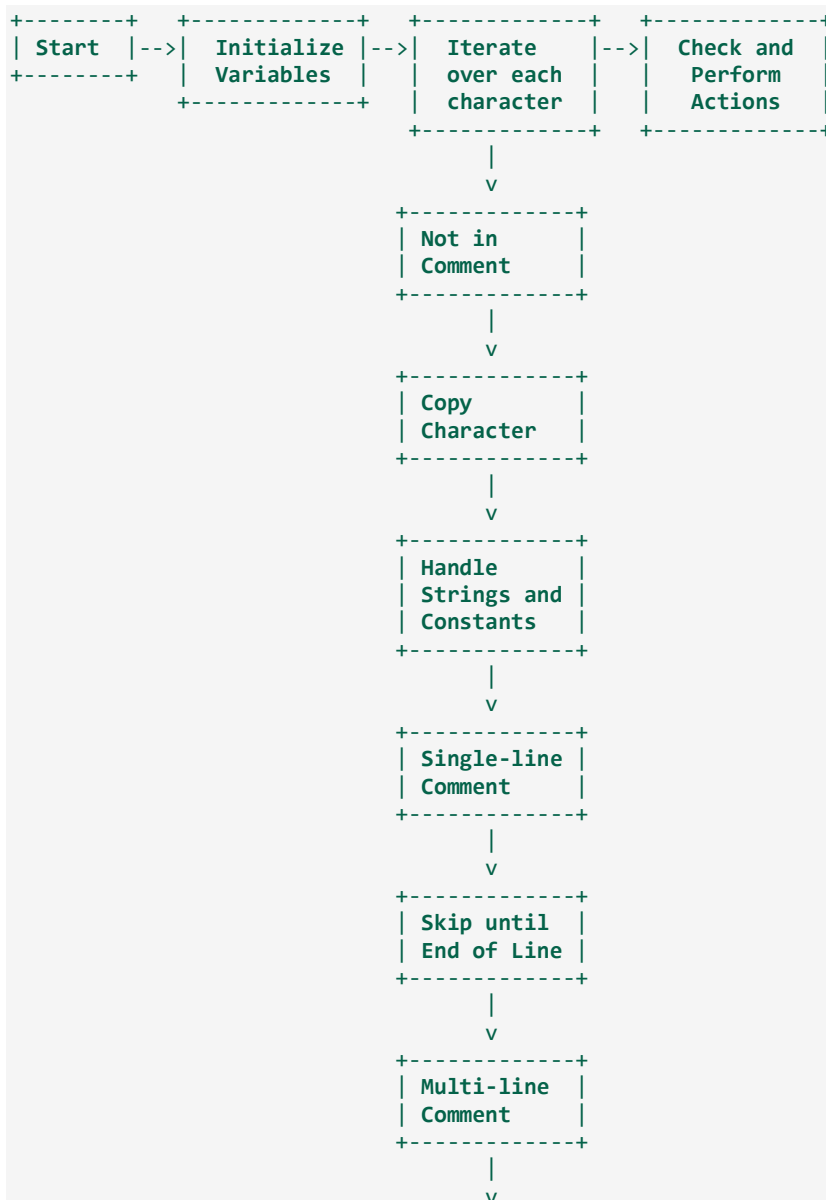 +--------+   +-------------+   +-------------+   +-------------+
| Start  |-->|  Initialize |-->|  Iterate    |-->|  Check and  |
+--------+   |  Variables  |   |  over each  |   |   Perform   |
             +-------------+   |  character  |   |   Actions   |
                               +-------------+   +-------------+
                                     |
                                     v
                              +-------------+
                              | Not in      |
                              | Comment     |
                              +-------------+
                                     |
                                     v
                              +-------------+
                              | Copy        |
                              | Character   |
                              +-------------+
                                     |
                                     v
                              +-------------+
                              | Handle      |
                              | Strings and |
                              | Constants   |
                              +-------------+
                                     |
                                     v
                              +-------------+
                              | Single-line |
                              | Comment     |
                              +-------------+
                                     |
                                     v
                              +-------------+
                              | Skip until  |
                              | End of Line |
                              +-------------+
                                     |
                                     v
                              +-------------+
                              | Multi-line  |
                              | Comment     |
                              +-------------+
                                     |
                                     v